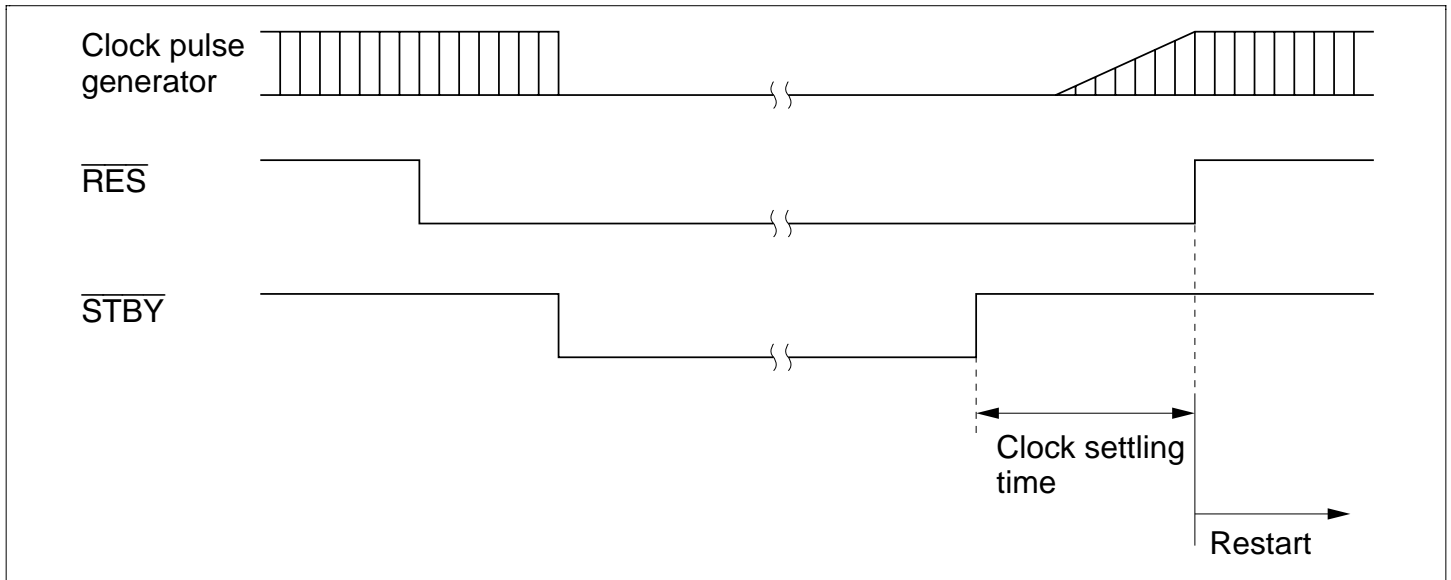 Clock pulse
generator
RES
STBY
Clock settling
time
Restart